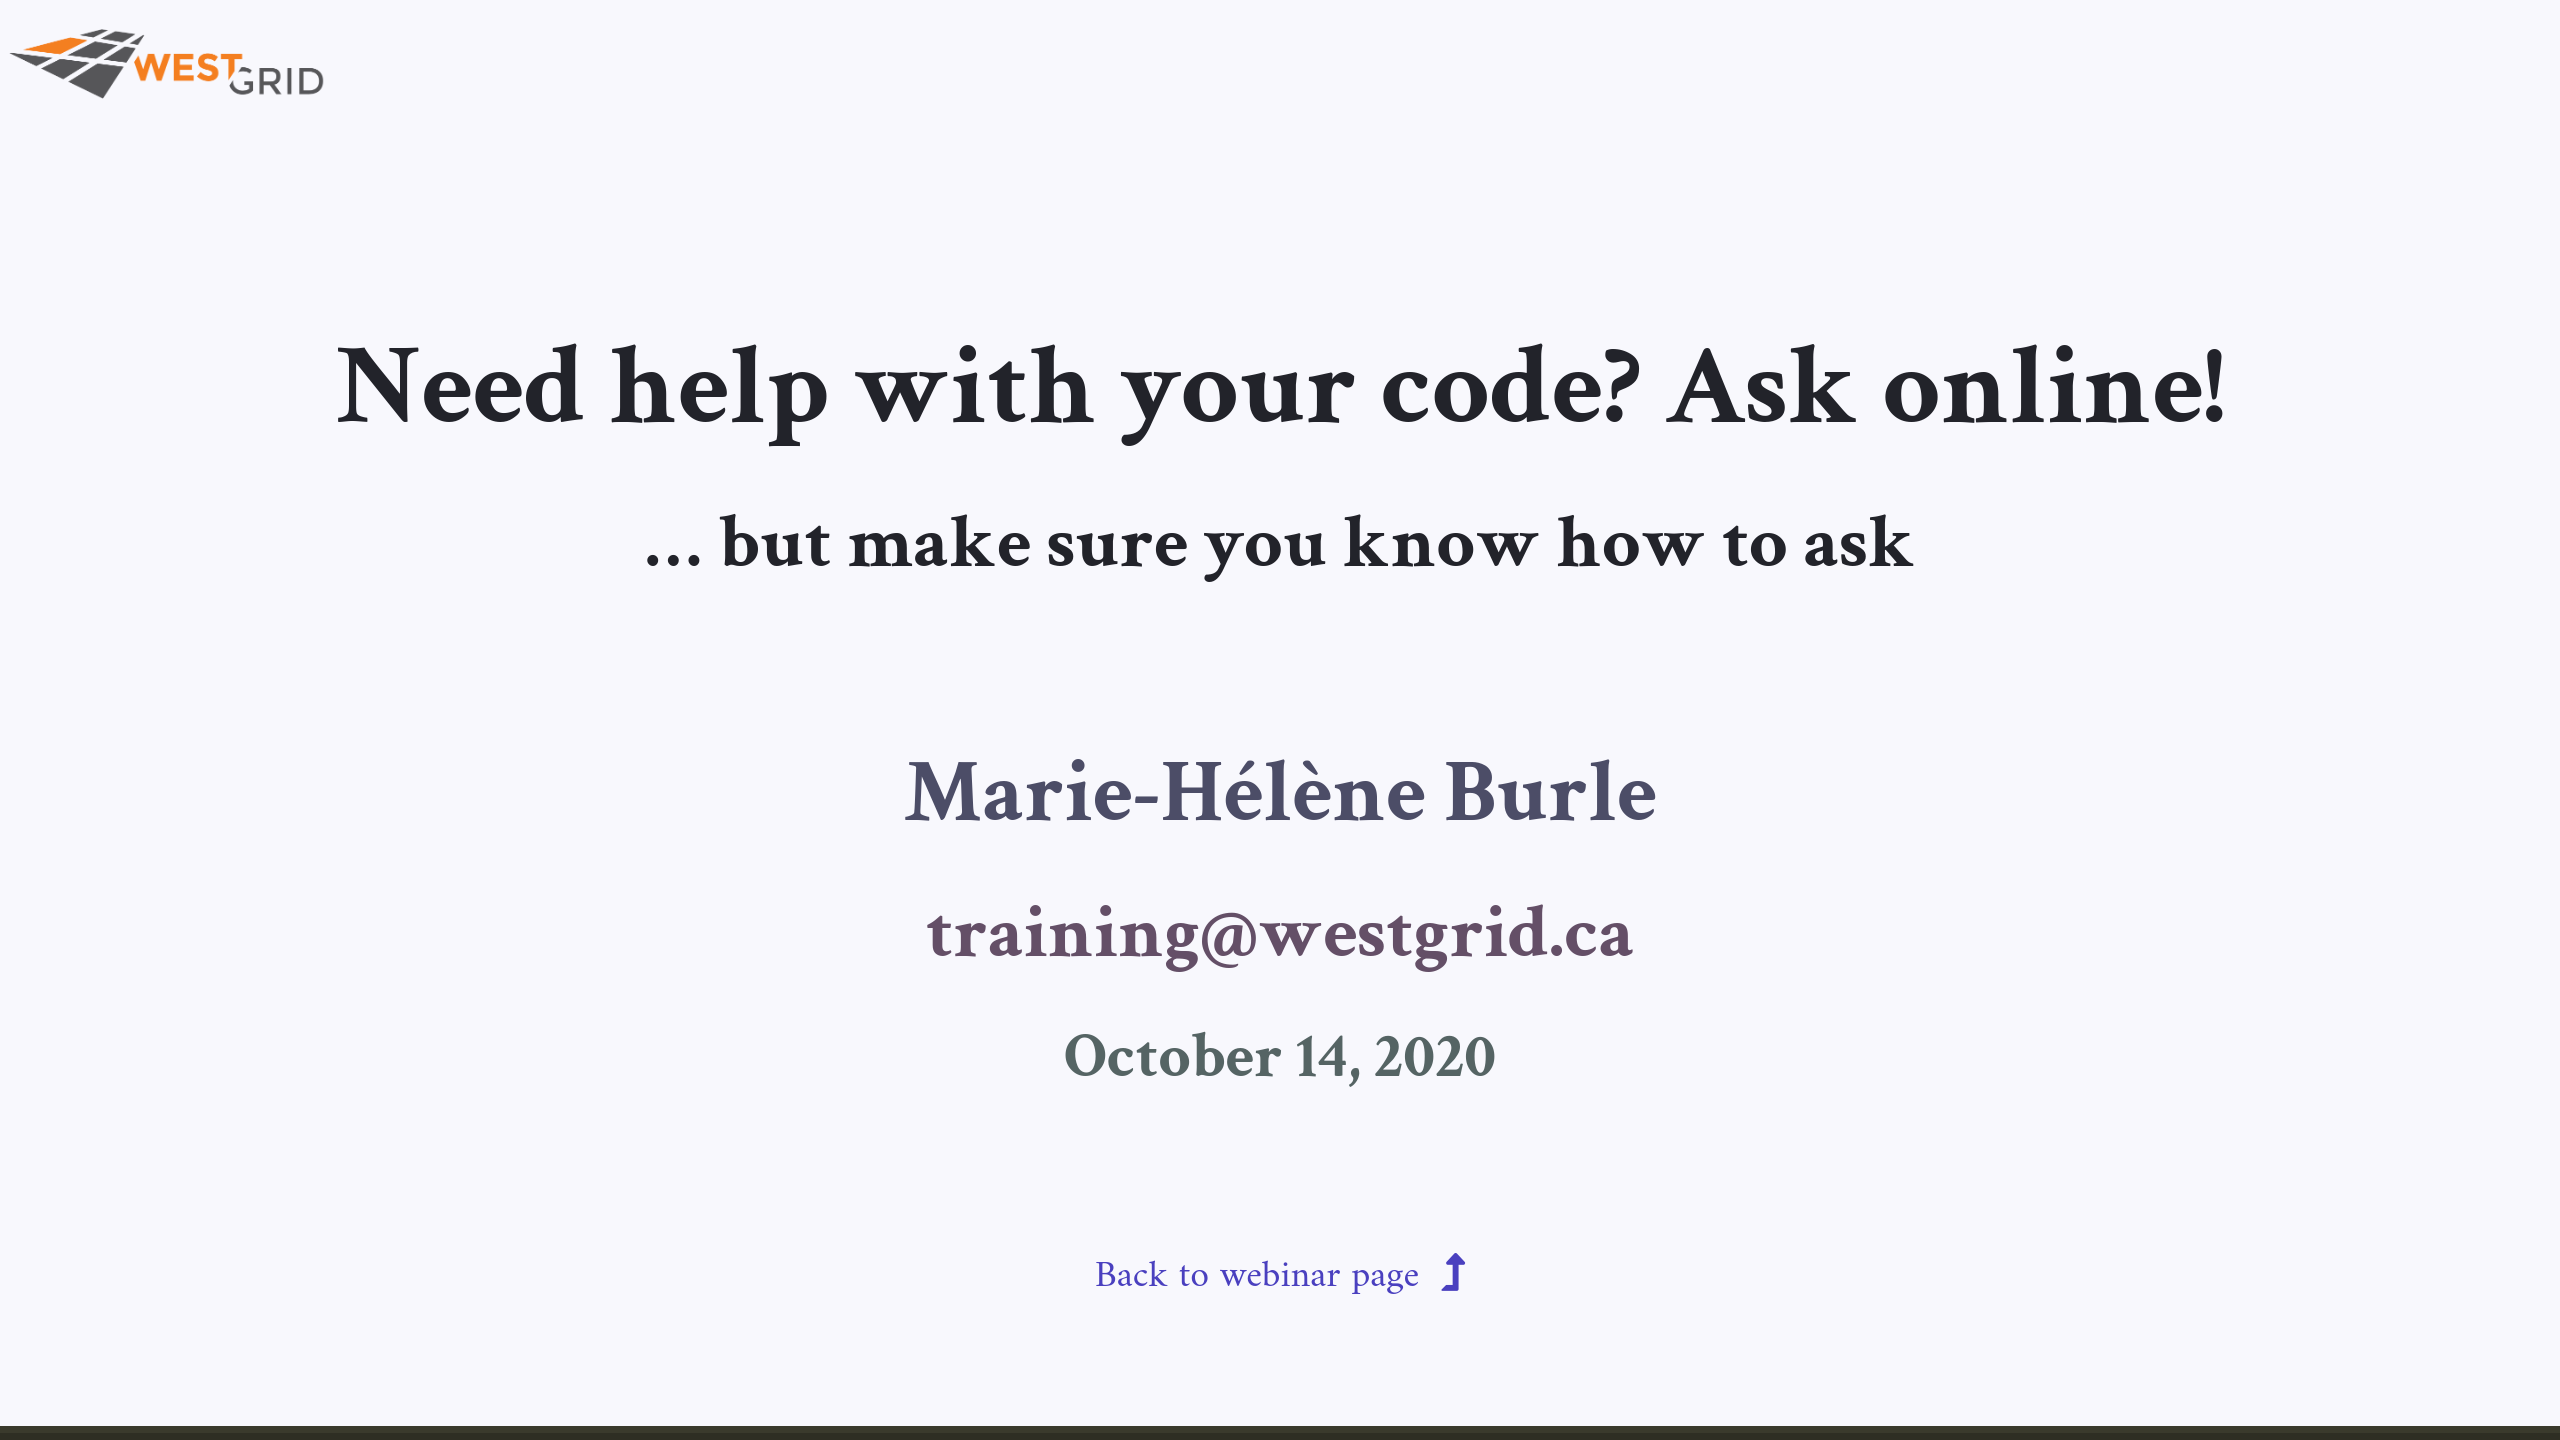 WESTGRID
Need help with your code? Ask online!
... but make sure you know how to ask
Marie-Hélène Burle
training@westgrid.ca
October 14, 2020
Back to webinar page